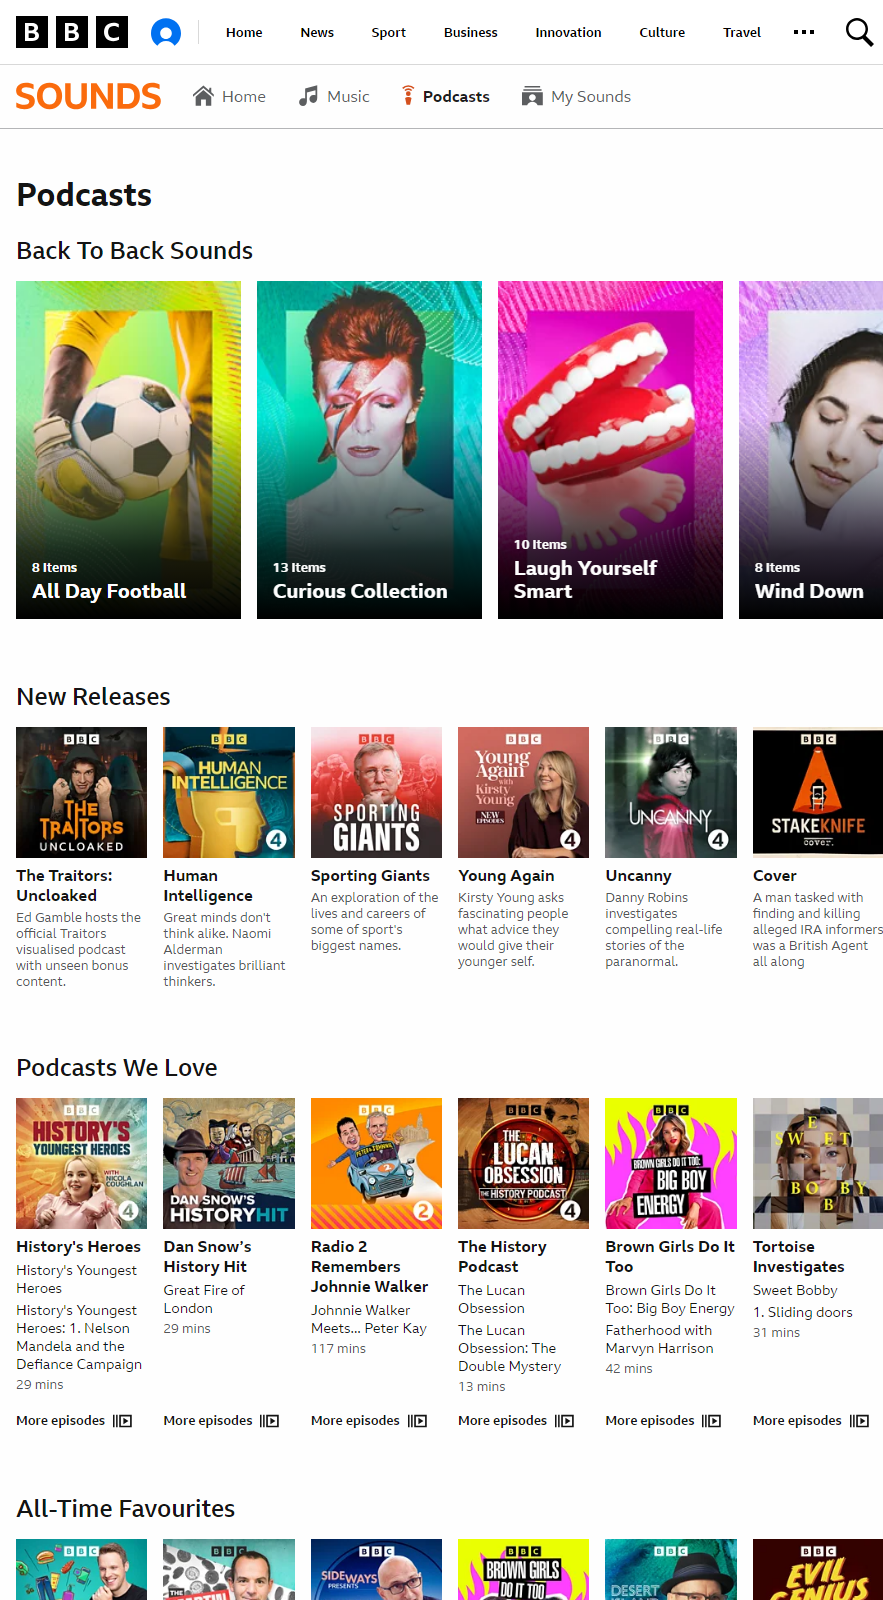 BBC
Home
News
Sport
Business
Innovation
Culture
Travel
SOUNDS
Home
Music
Podcasts
My Sounds
Podcasts
Back To Back Sounds
8 Items
All Day Football
13 Items
Curious Collection
10 Items
Laugh Yourself
Smart
8 Items
Wind Down
New Releases
BBC
THE
TRAITORS
UNCLOAKED
The Traitors:
Uncloaked
Ed Gamble hosts the
official Traitors
visualised podcast
with unseen bonus
content.
BBC
HUMAN
INTELLIGENCE
4
Human
Intelligence
Great minds don't
think alike. Naomi
Alderman
investigates brilliant
thinkers.
BBC
SPORTING
GIANTS
Sporting Giants
An exploration of the
lives and careers of
some of sport's
biggest names.
BBC
Young
Again
with
Kirsty
Young
NEW
EPISODES
4
Young Again
Kirsty Young asks
fascinating people
what advice they
would give their
younger self.
BBC
UNCANNY
4
Uncanny
Danny Robins
investigates
compelling real-life
stories of the
paranormal.
BBC
STAKEKNIFE
cover.
Cover
A man tasked with
finding and killing
alleged IRA informers
was a British Agent
all along
Podcasts We Love
BBC
HISTORY'S
YOUNGEST HEROES
WITH
NICOLA
COUGHLAN
4
History's Heroes
History's Youngest
Heroes
History's Youngest
Heroes: 1. Nelson
Mandela and the
Defiance Campaign
29 mins
More episodes
DAN SNOW'S
HISTORY HIT
Dan Snow's
History Hit
Great Fire of
London
29 mins
More episodes
BBC
PETER & JOHNNIE
2
Radio 2
Remembers
Johnnie Walker
Johnnie Walker
Meets... Peter Kay
117 mins
More episodes
BBC
THE
LUCAN
OBSESSION
THE HISTORY PODCAST
4
The History
Podcast
The Lucan
Obsession
The Lucan
Obsession: The
Double Mystery
13 mins
More episodes
BBC
BROWN GIRLS DO IT TOO:
BIG BOY
ENERGY
Brown Girls Do It
Too
Brown Girls Do It
Too: Big Boy Energy
Fatherhood with
Marvyn Harrison
42 mins
More episodes
SWEET
BOBBY
Tortoise
Investigates
Sweet Bobby
1. Sliding doors
31 mins
More episodes
All-Time Favourites
BBC
BBC
THE
BBC
SIDEWAYS
PRESENTS
BBC
BROWN GIRLS
DO IT TOO
BBC
DESERT
BBC
EVIL
GENIUS